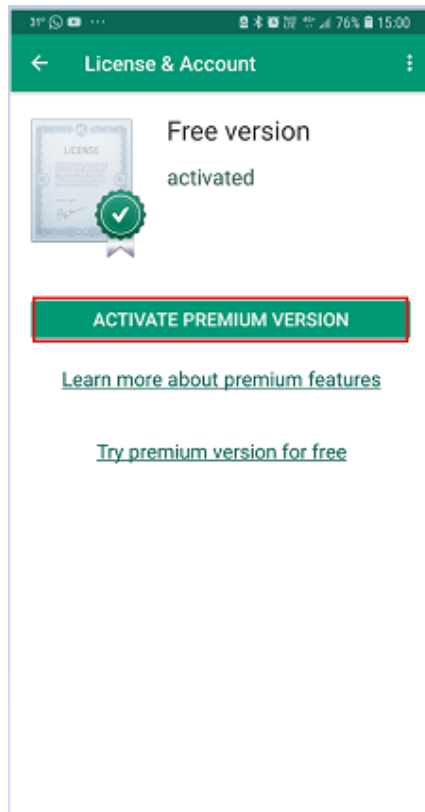 31° 76% 15:00
License & Account
LICENSE
Free version
activated
ACTIVATE PREMIUM VERSION
Learn more about premium features
Try premium version for free